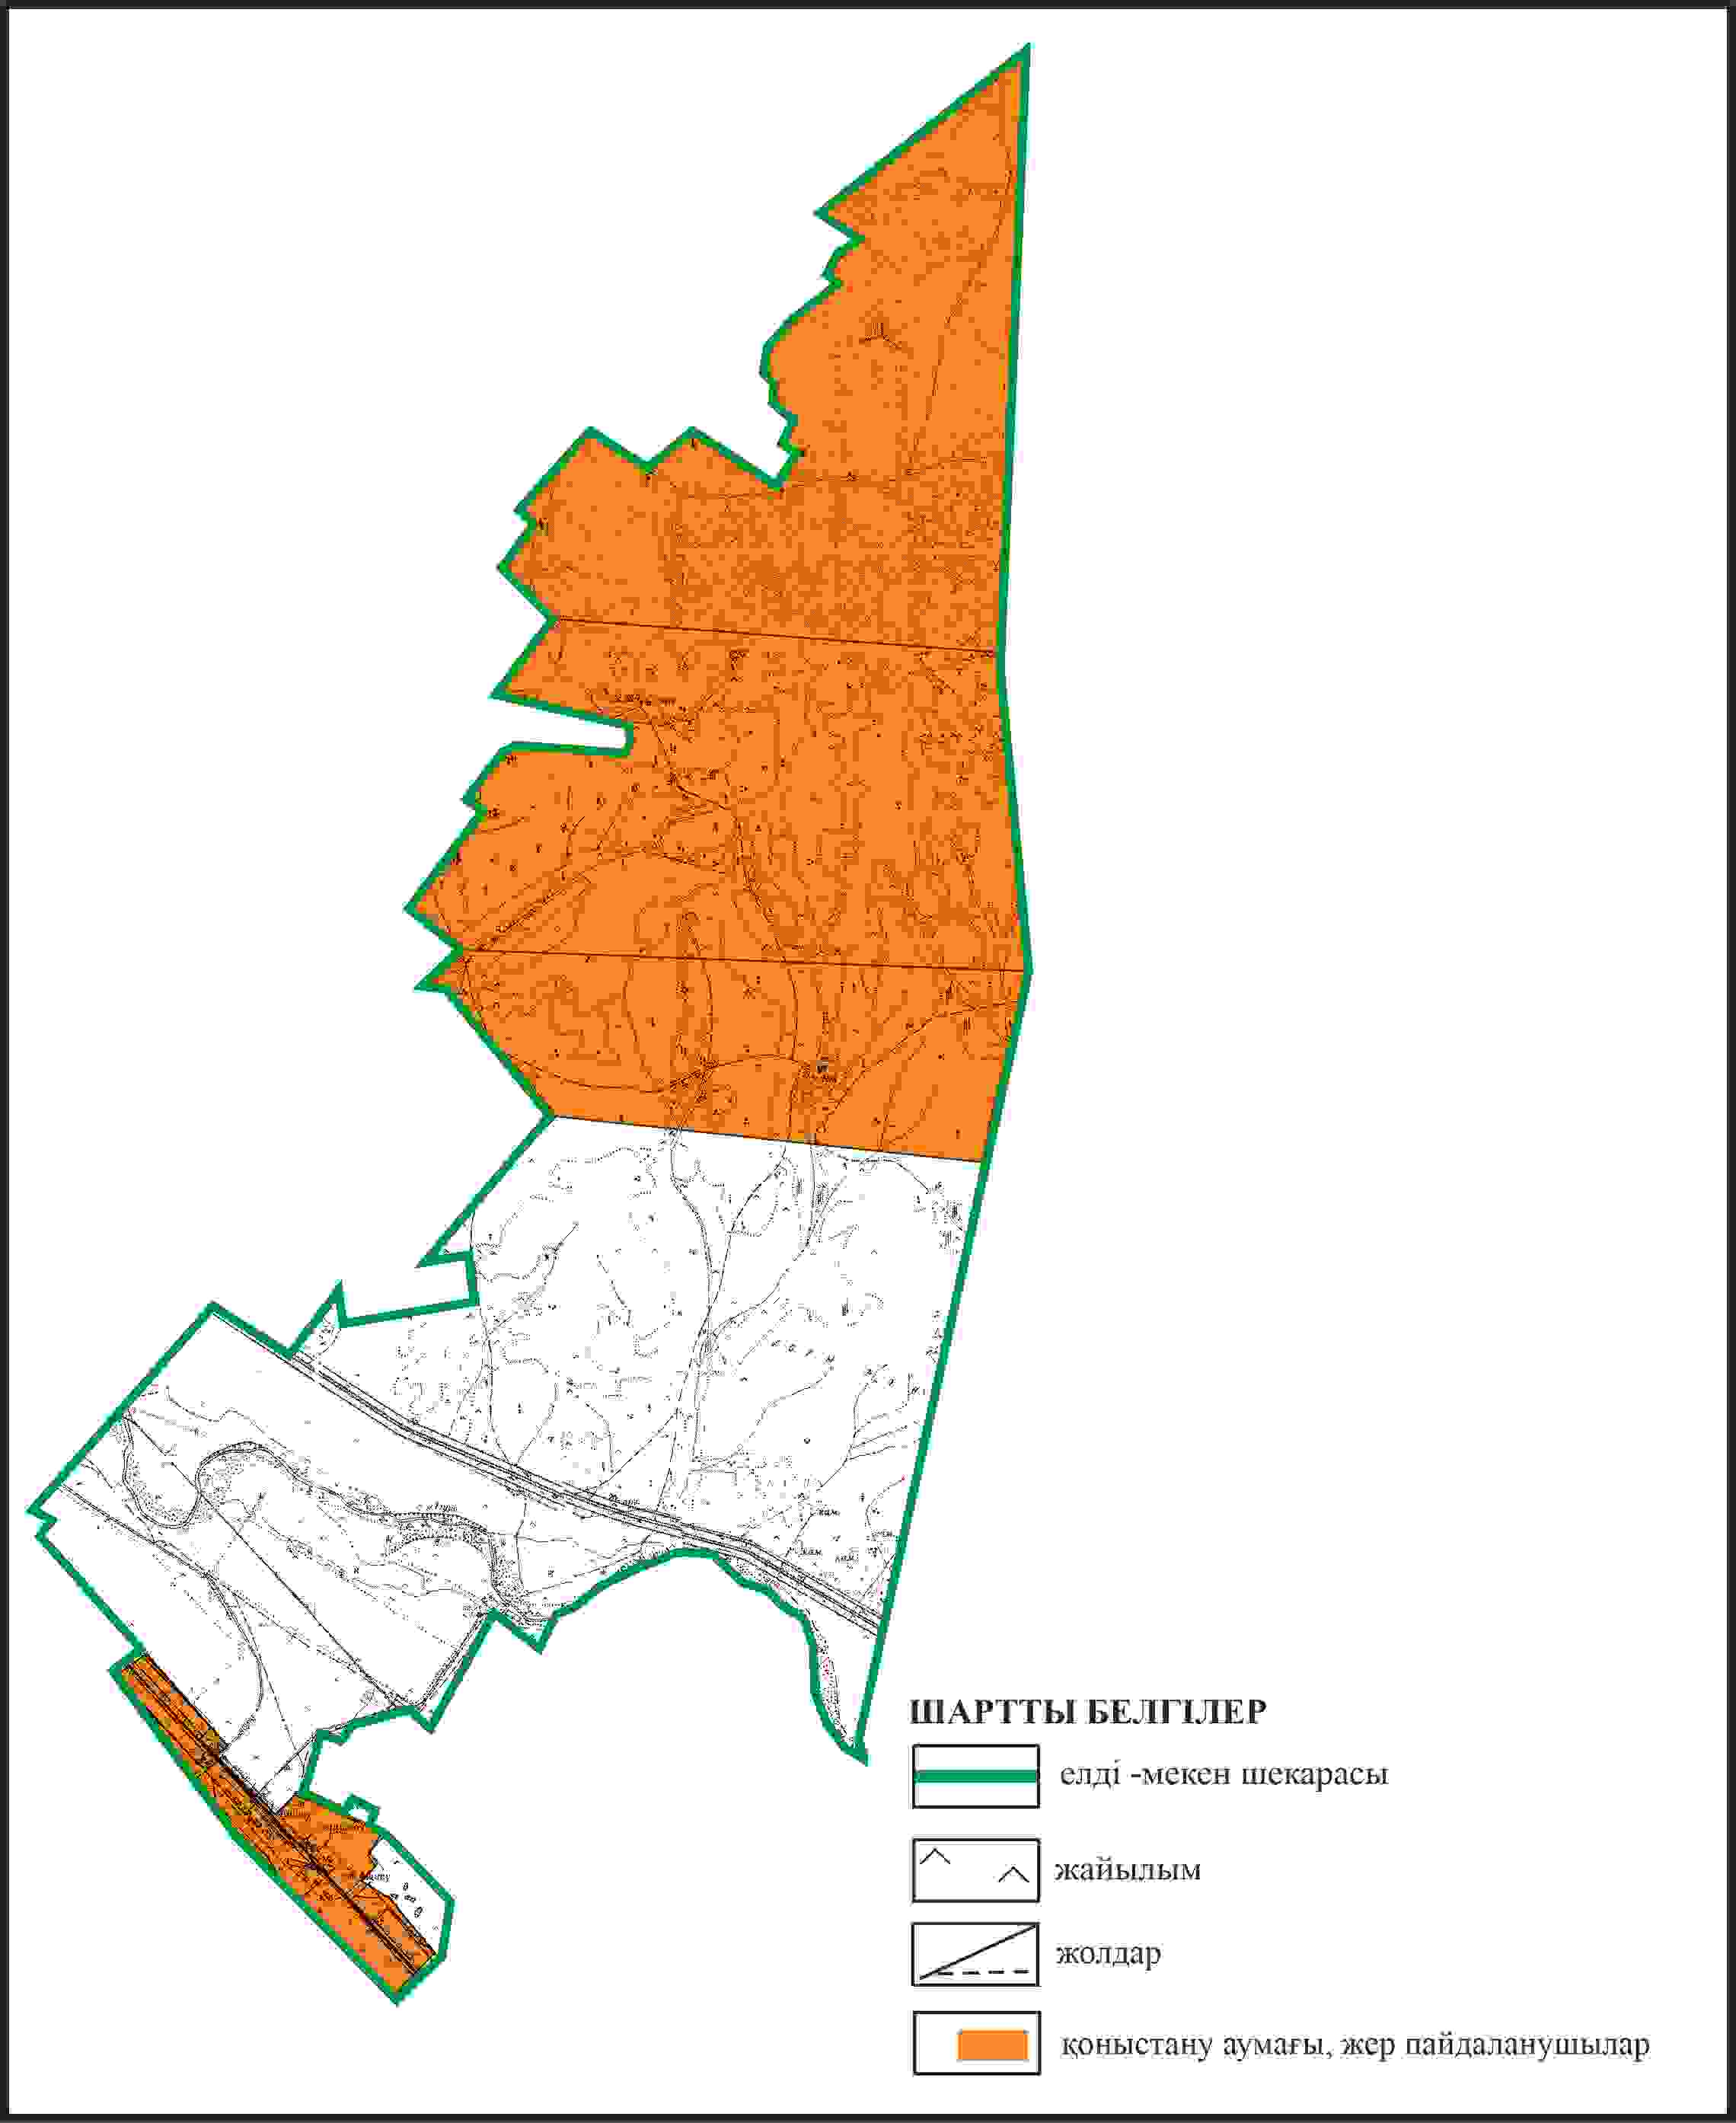 ШАРТТЫ БЕЛГІЛЕР
елді -мекен шекарасы
жайылым
жолдар
қоныстану аумағы, жер пайдаланушылар